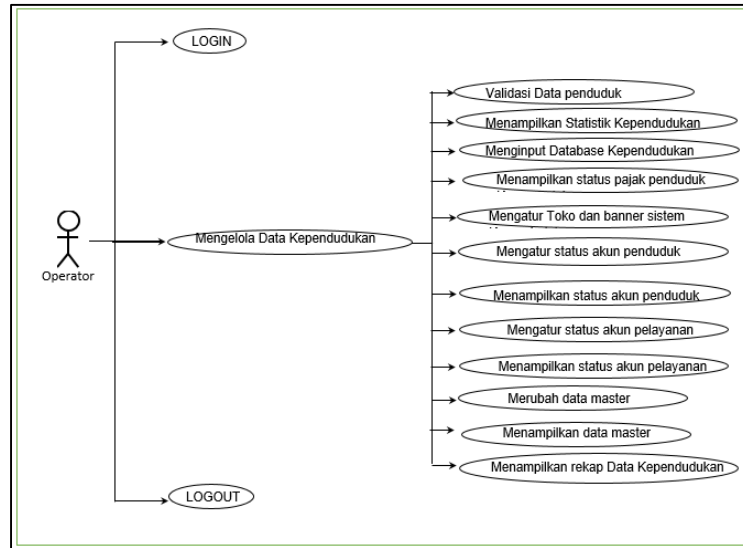 LOGIN
Validasi Data penduduk
Menampilkan Statistik Kependudukan
Menginput Database Kependudukan
Menampilkan status pajak penduduk
Mengatur Toko dan banner sistem
Mengelola Data Kependudukan
Mengatur status akun penduduk
Operator
Menampilkan status akun penduduk
Mengatur status akun pelayanan
Menampilkan status akun pelayanan
Merubah data master
Menampilkan data master
Menampilkan rekap Data Kependudukan
LOGOUT